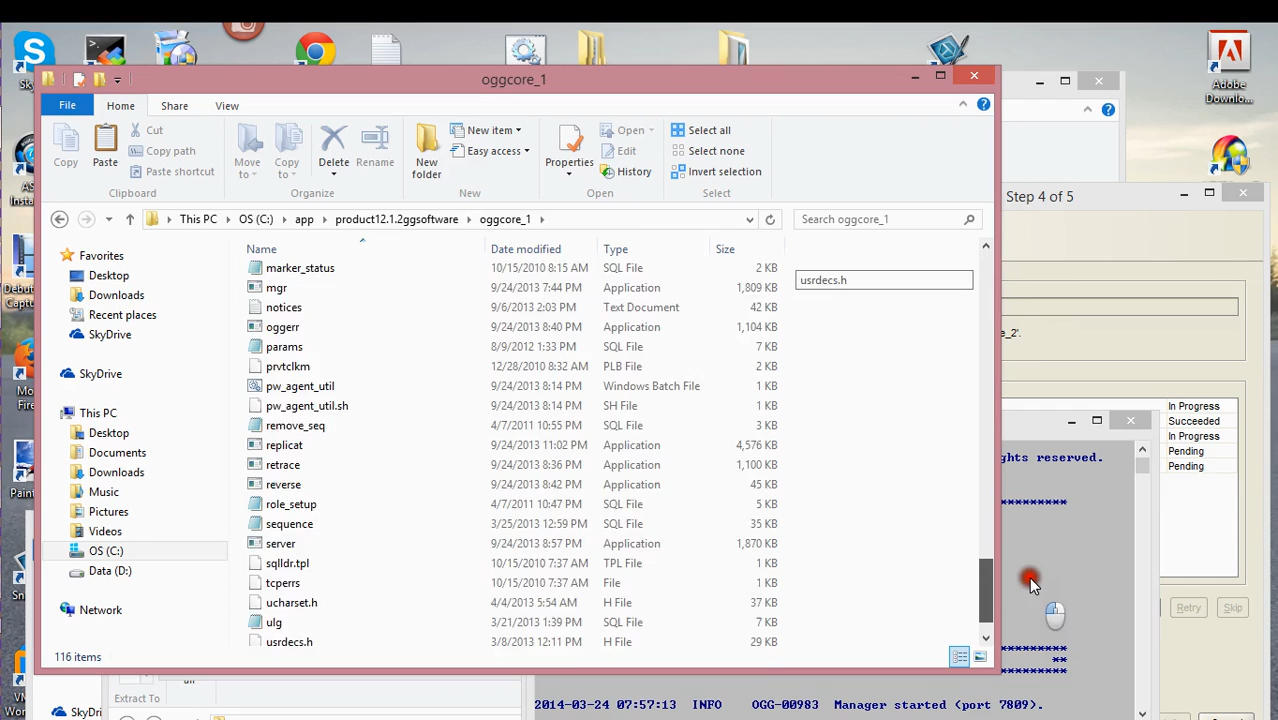 Sky
Adobe
Downlo...
oggcore_1
File
Home
Share
View
Copy
Paste
Cut
Copy path
Paste shortcut
Move
to
Copy
to
Delete
Rename
New
folder
New item
Easy access
Properties
Open
Edit
History
Select all
Select none
Invert selection
Clipboard
Organize
New
Open
Select
This PC
OS (C:)
app
product12.1.2ggsoftware
oggcore_1
Search oggcore_1
Step 4 of 5
Favorites
Desktop
Downloads
Recent places
SkyDrive
SkyDrive
This PC
Desktop
Documents
Downloads
Music
Pictures
Videos
OS (C:)
Data (D:)
Network
Name Date modified Type Size
marker_status 10/15/2010 8:15 AM SQL File 2 KB
mgr 9/24/2013 7:44 PM Application 1,809 KB
notices 9/6/2013 2:03 PM Text Document 42 KB
oggerr 9/24/2013 8:40 PM Application 1,104 KB
params 8/9/2012 1:33 PM SQL File 7 KB
prvtclkm 12/28/2010 8:32 AM PLB File 2 KB
pw_agent_util 9/24/2013 8:14 PM Windows Batch File 1 KB
pw_agent_util.sh 9/24/2013 8:14 PM SH File 1 KB
remove_seq 4/7/2011 10:55 PM SQL File 3 KB
replicat 9/24/2013 11:02 PM Application 4,576 KB
retrace 9/24/2013 8:36 PM Application 1,100 KB
reverse 9/24/2013 8:42 PM Application 45 KB
role_setup 4/7/2011 10:47 PM SQL File 5 KB
sequence 3/25/2013 12:59 PM SQL File 35 KB
server 9/24/2013 8:57 PM Application 1,870 KB
sqlldr.tpl 10/15/2010 7:37 AM TPL File 1 KB
tcperrs 10/15/2010 7:37 AM File 1 KB
ucharset.h 4/4/2013 5:54 AM H File 37 KB
ulg 3/21/2013 1:39 PM SQL File 7 KB
usrdecs.h 3/8/2013 12:11 PM H File 29 KB
usrdecs.h
116 items
e_2'.
In Progress
Succeeded
In Progress
Pending
Pending
Retry
Skip
ghts reserved.
**********
**********
**
**********
Extract To
SkyDri
2014-03-24 07:57:13 INFO OGG-00983 Manager started (port 7809).